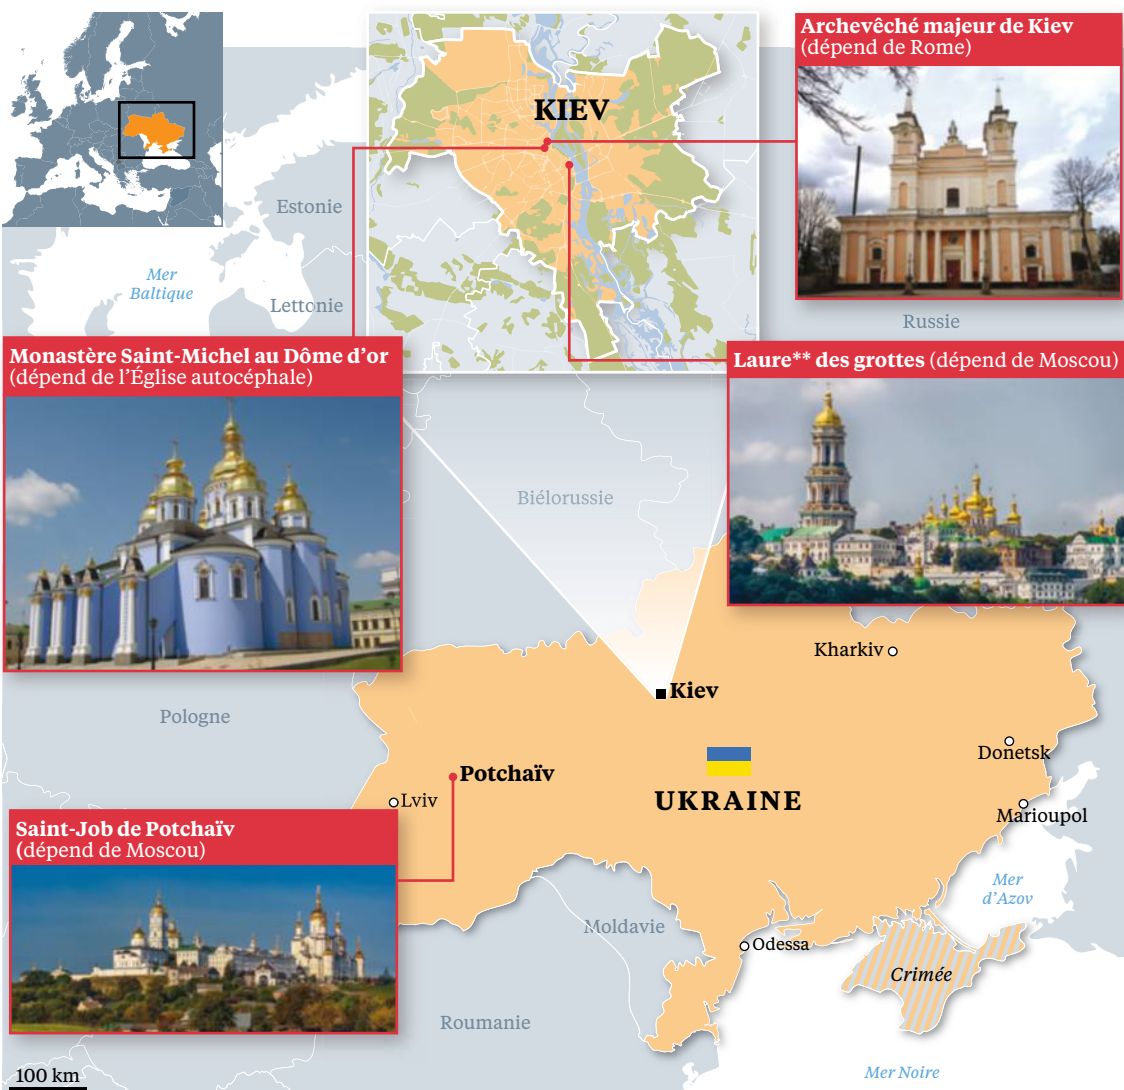 Archevêché majeur de Kiev
(dépend de Rome)
KIEV
Estonie
Mer
Baltique
Lettonie
Russie
Monastère Saint-Michel au Dôme d’or
(dépend de l’Église autocéphale)
Laure** des grottes (dépend de Moscou)
Biélorussie
Kharkiv
Kiev
Pologne
Donetsk
Potchaïv
Lviv
UKRAINE
Marioupol
Saint-Job de Potchaïv
(dépend de Moscou)
Mer
d’Azov
Moldavie
Odessa
Crimée
Roumanie
Mer Noire
100 km